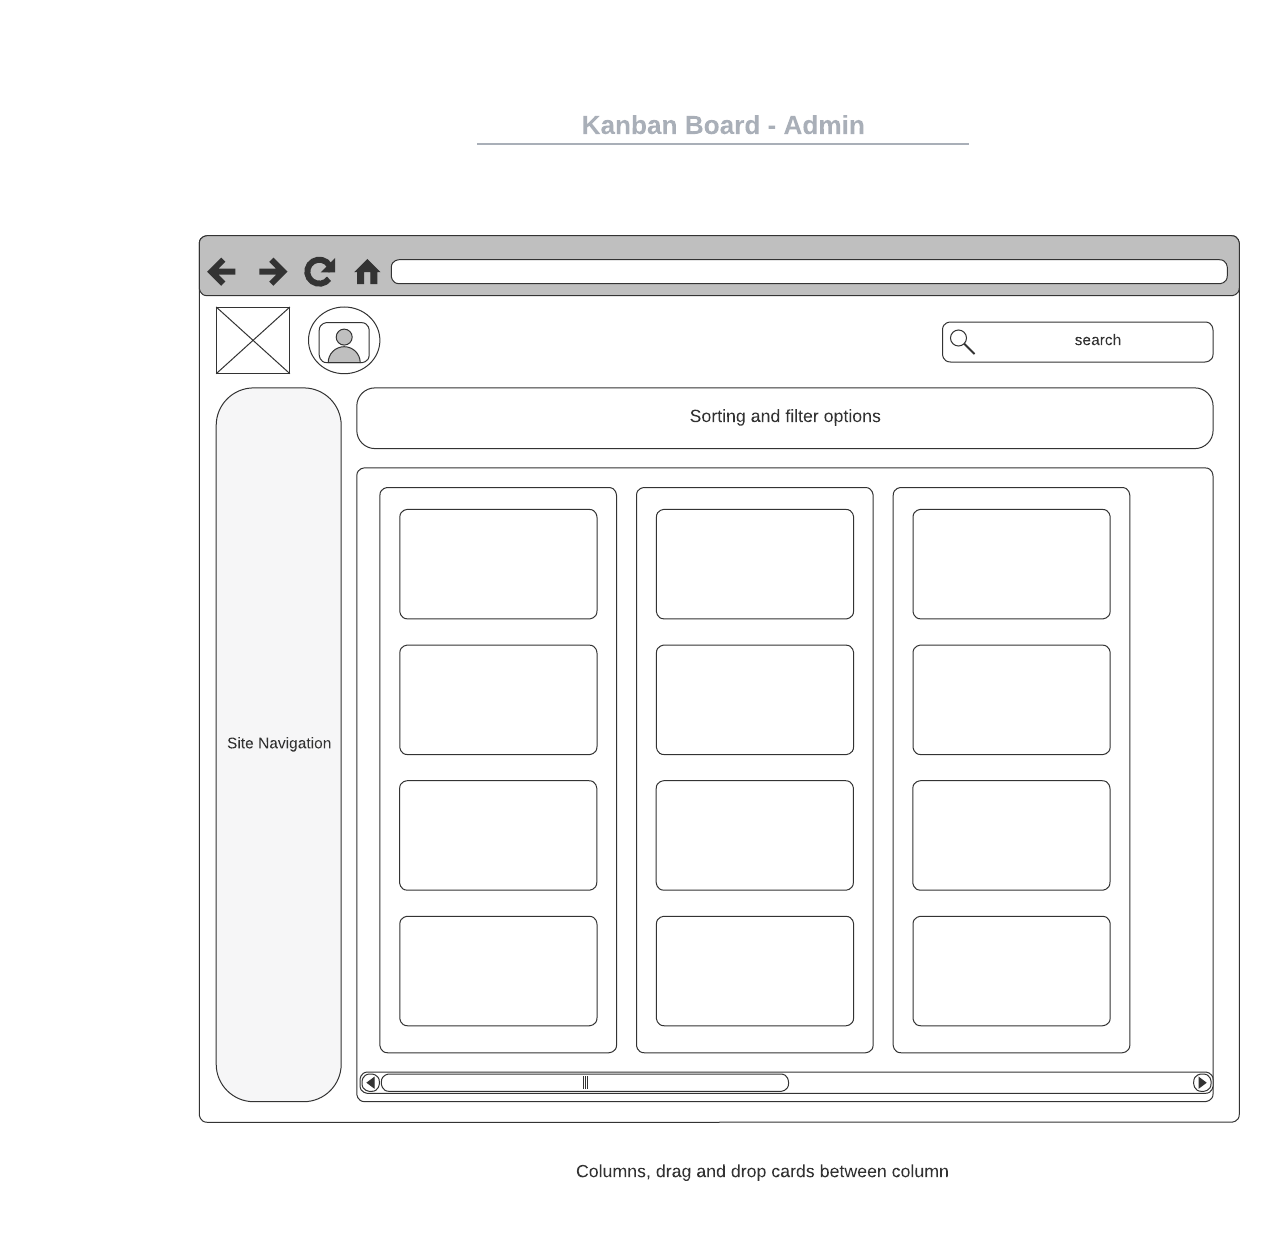 Kanban Board - Admin
search
Sorting and filter options
Site Navigation
Columns, drag and drop cards between column